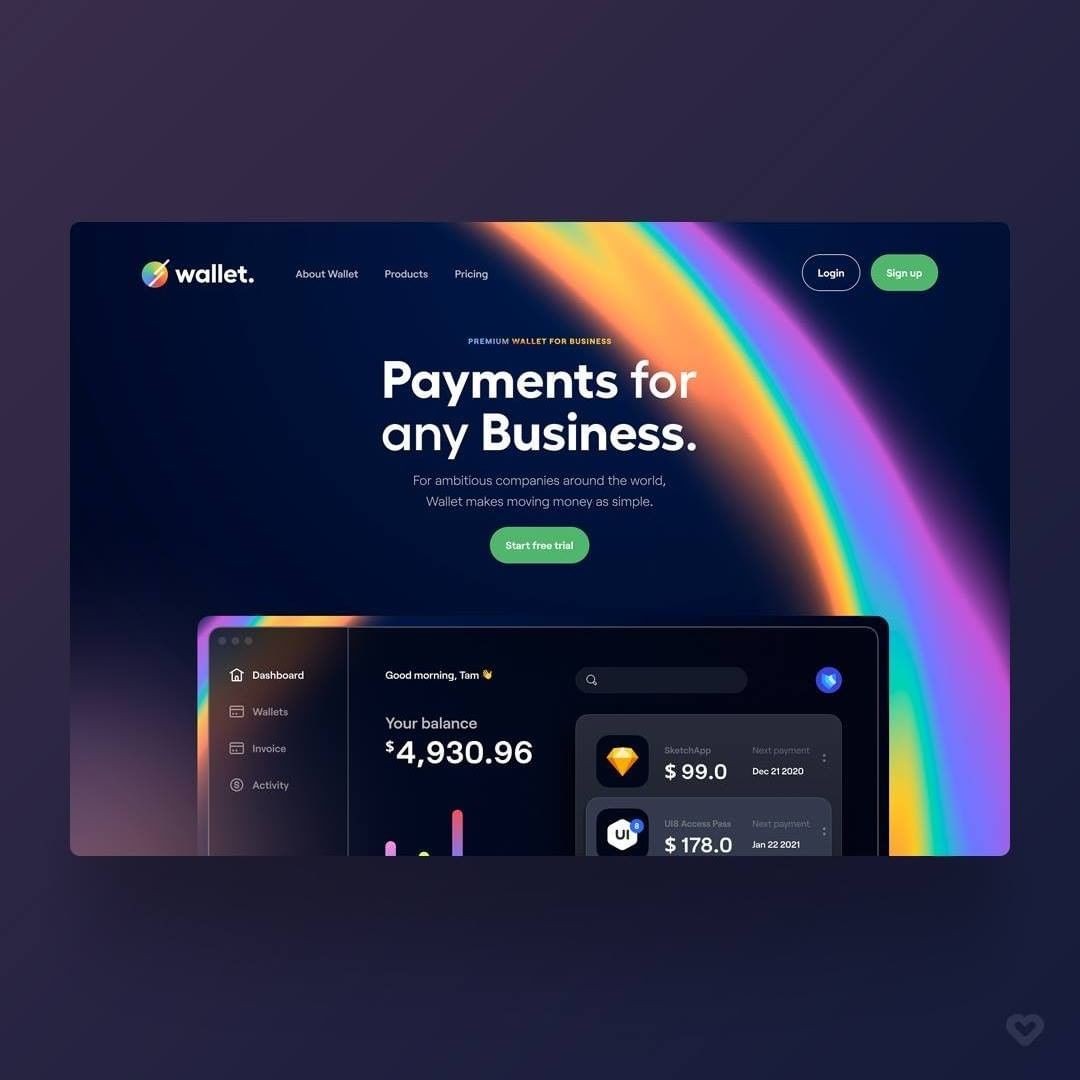 wallet.
About Wallet
Products
Pricing
Login
Sign up
PREMIUM WALLET FOR BUSINESS
Payments for
any Business.
For ambitious companies around the world,
Wallet makes moving money as simple.
Start free trial
Dashboard
Wallets
Invoice
Activity
Good morning, Tam 👋
Your balance
$4,930.96
SketchApp
$ 99.0
Next payment
Dec 21 2020
UI
8
UI8 Access Pass
$ 178.0
Next payment
Jan 22 2021